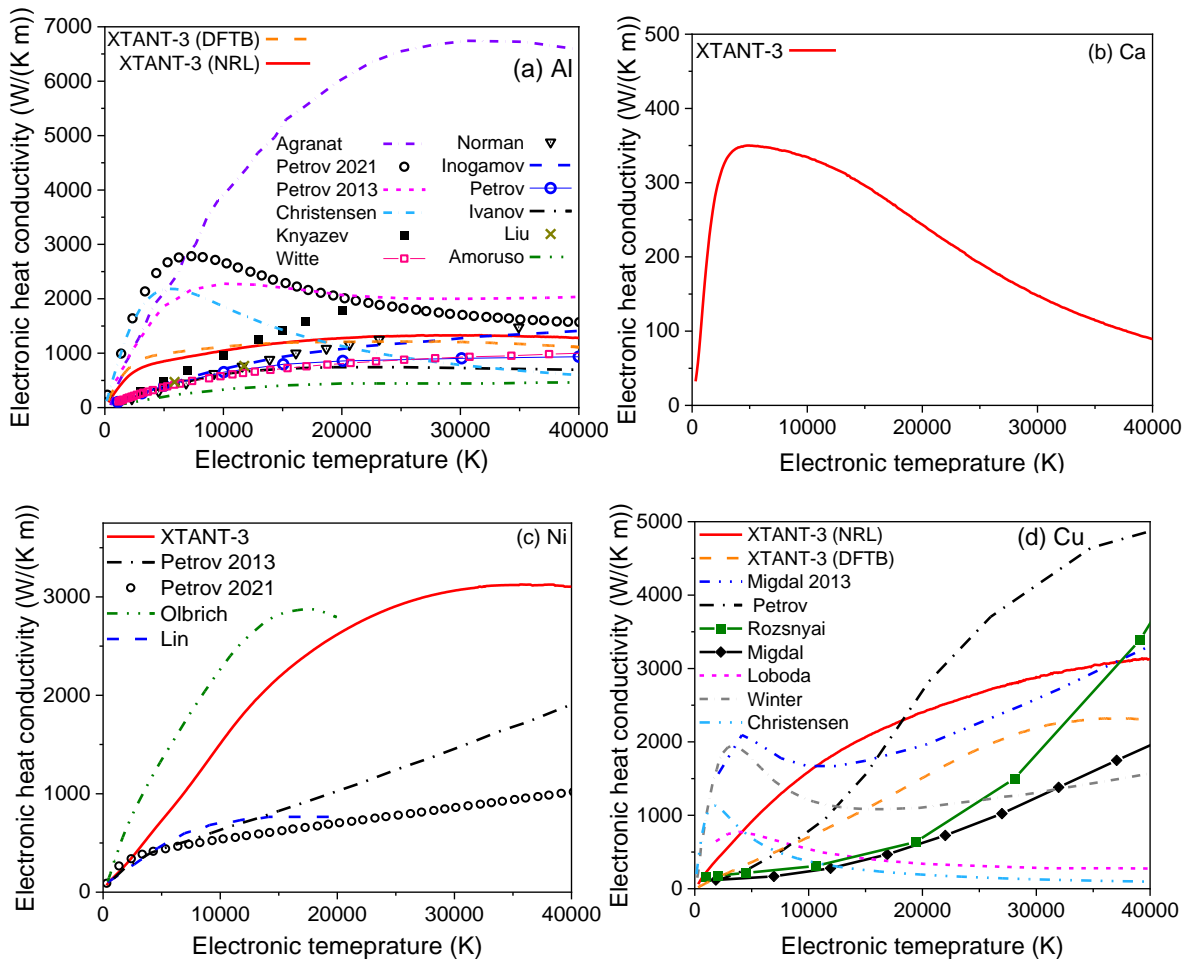 7000
6000
5000
4000
3000
2000
1000
0
0
10000
20000
30000
40000
Electronic heat conductivity (W/(K m))
Electronic temeprature (K)
XTANT-3 (DFTB)
XTANT-3 (NRL)
(a) Al
Agranat
Petrov 2021
Petrov 2013
Christensen
Knyazev
Witte
Norman
Inogamov
Petrov
Ivanov
Liu
Amoruso
500
400
300
200
100
0
0
10000
20000
30000
40000
Electronic heat conductivity (W/(K m))
Electronic temeprature (K)
XTANT-3
(b) Ca
3000
2000
1000
0
0
10000
20000
30000
40000
Electronic heat conductivity (W/(K m))
Electronic temeprature (K)
XTANT-3
Petrov 2013
Petrov 2021
Olbrich
Lin
(c) Ni
5000
4000
3000
2000
1000
0
0
10000
20000
30000
40000
Electronic heat conductivity (W/(K m))
Electronic temeprature (K)
XTANT-3 (NRL)
XTANT-3 (DFTB)
Migdal 2013
Petrov
Rozsnyai
Migdal
Loboda
Winter
Christensen
(d) Cu